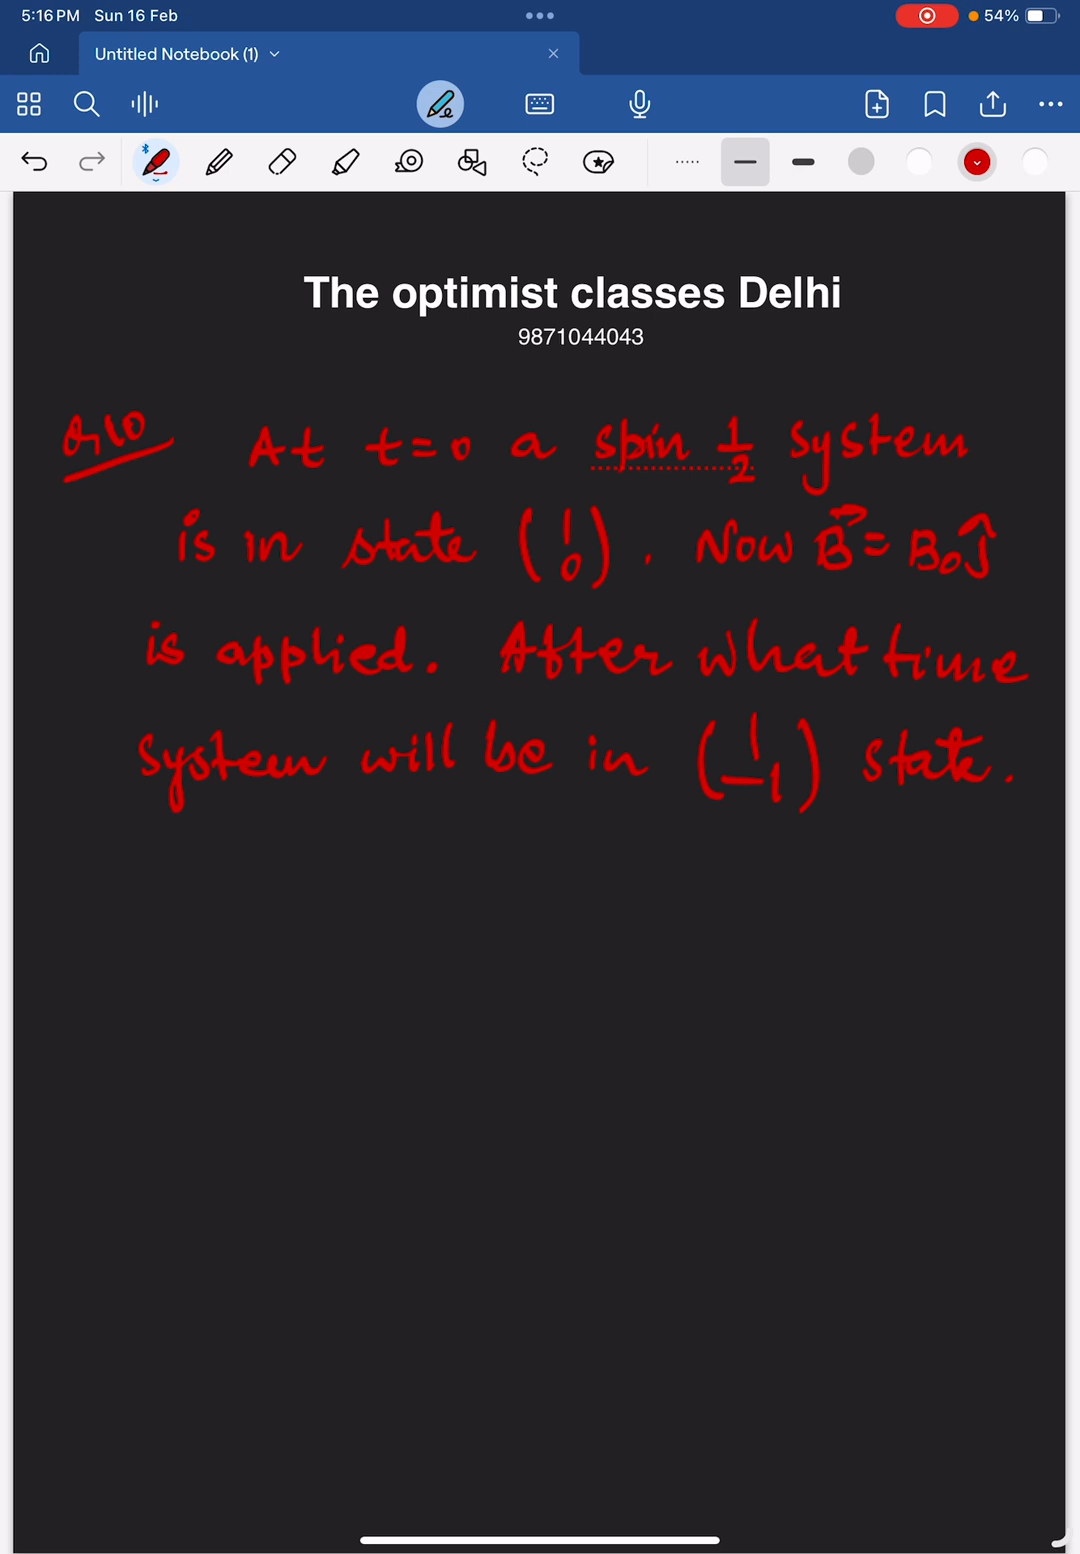 5:16 PM Sun 16 Feb
54%
Untitled Notebook (1)
The optimist classes Delhi
9871044043
Q.10 At t=0 a spin 1/2 system
is in state (1 0). Now B⃗ = B₀ĵ
is applied. After what time
system will be in (1 -1) state.